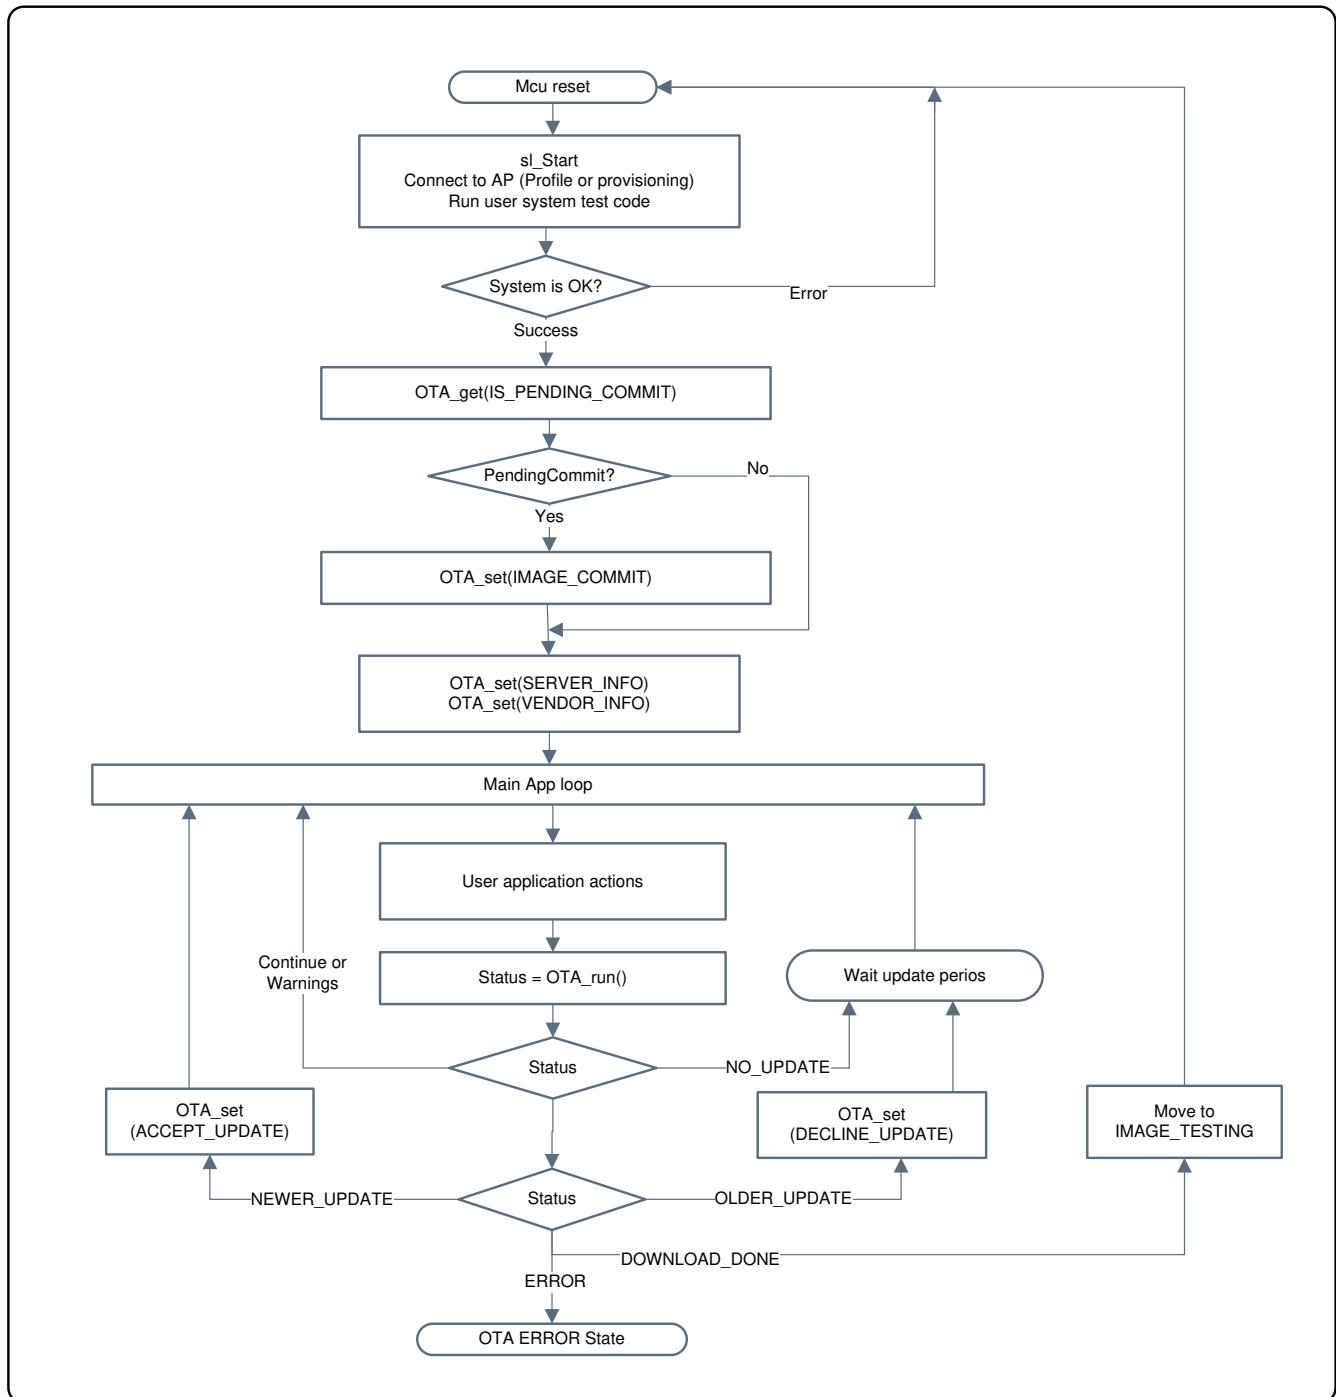 Mcu reset
sl_Start
Connect to AP (Profile or provisioning)
Run user system test code
System is OK?
Error
Success
OTA_get(IS_PENDING_COMMIT)
PendingCommit?
No
Yes
OTA_set(IMAGE_COMMIT)
OTA_set(SERVER_INFO)
OTA_set(VENDOR_INFO)
Main App loop
User application actions
Continue or
Warnings
Status = OTA_run()
Wait update perios
Status
NO_UPDATE
OTA_set
(ACCEPT_UPDATE)
OTA_set
(DECLINE_UPDATE)
Move to
IMAGE_TESTING
NEWER_UPDATE
Status
OLDER_UPDATE
DOWNLOAD_DONE
ERROR
OTA ERROR State